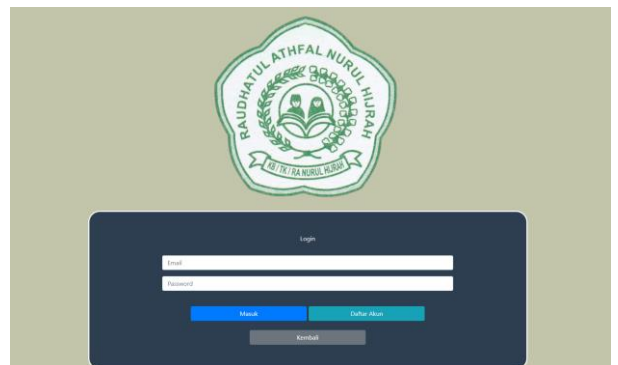 RAUDHATUL ATHFAL NURUL HIJRAH
KB / TK / RA NURUL HIJRAH
Login
Email
Password
Masuk
Daftar Akun
Kembali